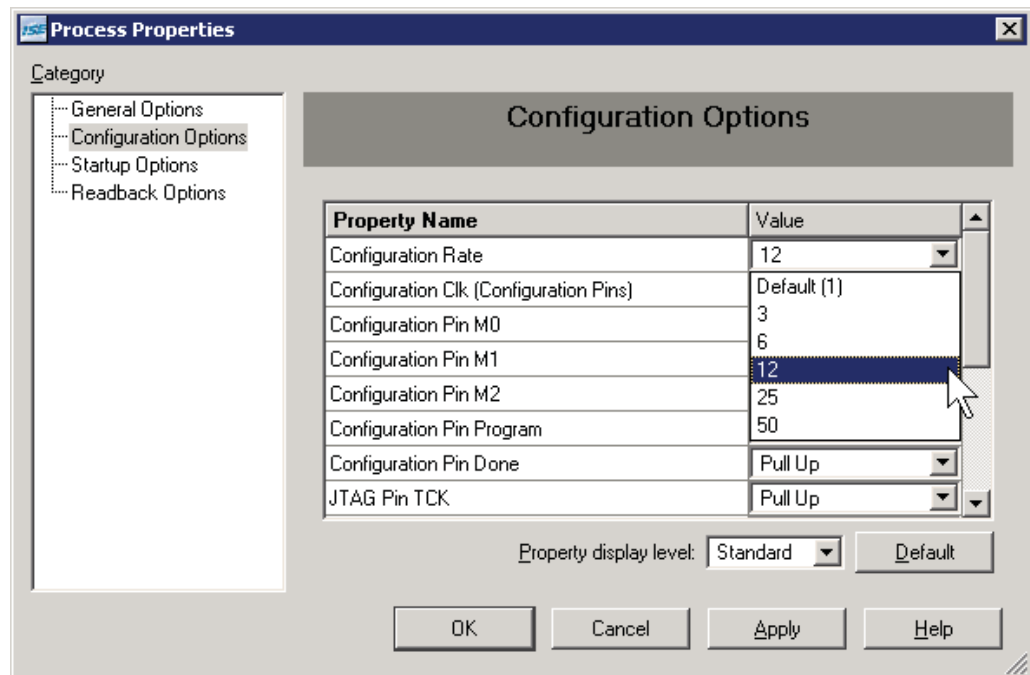 ISE Process Properties
Category
General Options
Configuration Options
Startup Options
Readback Options
Configuration Options
Property Name Value
Configuration Rate 12
Configuration Clk (Configuration Pins) Default (1)
Configuration Pin M0 3
6
Configuration Pin M1 12
Configuration Pin M2 25
Configuration Pin Program 50
Configuration Pin Done Pull Up
JTAG Pin TCK Pull Up
Property display level: Standard Default
OK Cancel Apply Help